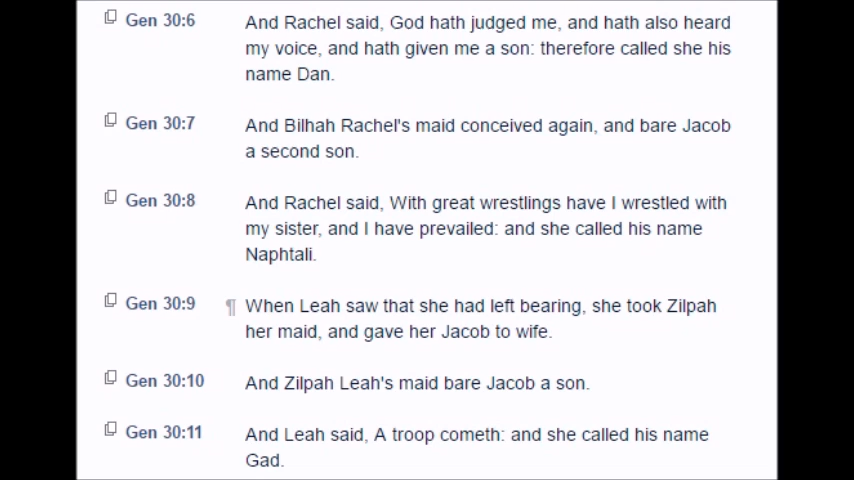 Gen 30:6 And Rachel said, God hath judged me, and hath also heard
my voice, and hath given me a son: therefore called she his
name Dan.
Gen 30:7 And Bilhah Rachel's maid conceived again, and bare Jacob
a second son.
Gen 30:8 And Rachel said, With great wrestlings have I wrestled with
my sister, and I have prevailed: and she called his name
Naphtali.
Gen 30:9 ¶ When Leah saw that she had left bearing, she took Zilpah
her maid, and gave her Jacob to wife.
Gen 30:10 And Zilpah Leah's maid bare Jacob a son.
Gen 30:11 And Leah said, A troop cometh: and she called his name
Gad.